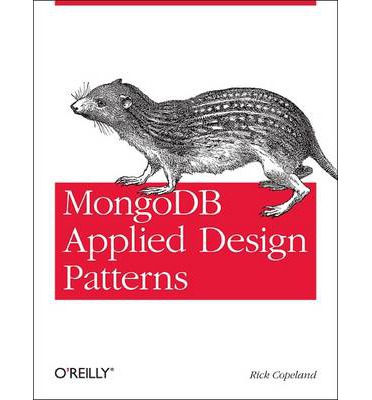 MongoDB
Applied Design
Patterns
O'REILLY®
Rick Copeland